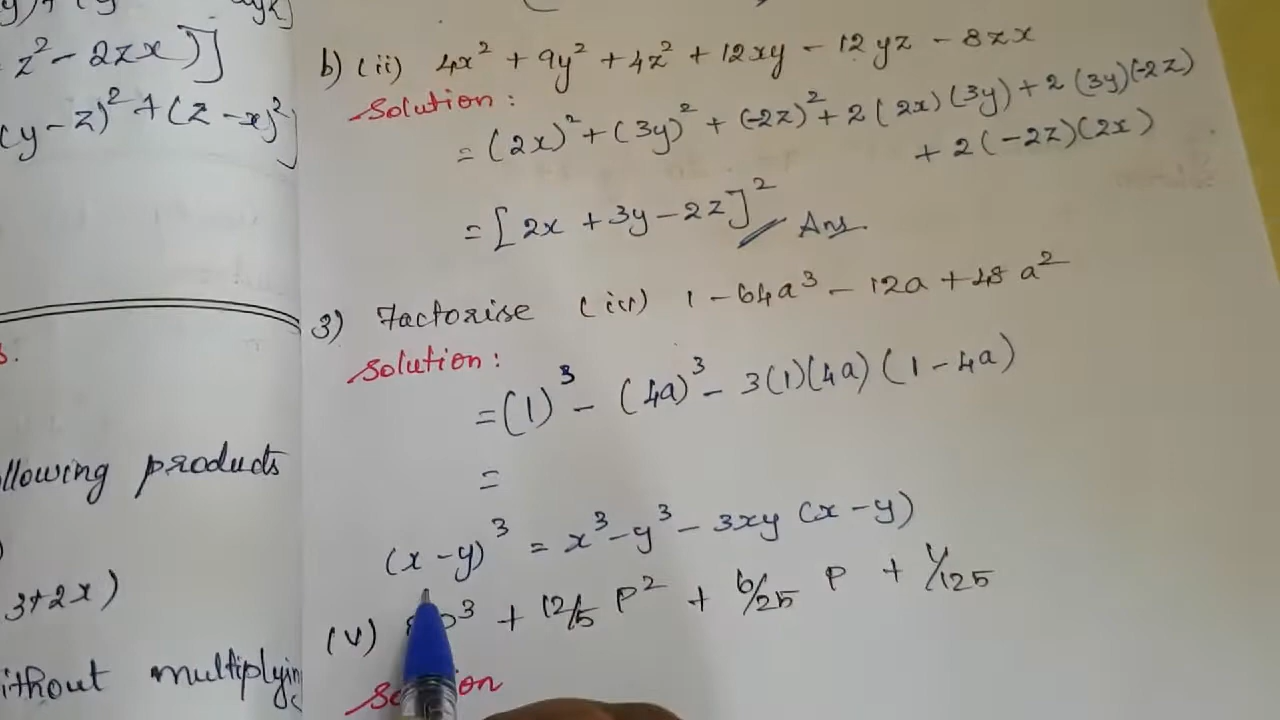 z² - 2zx)]
(y-z)² + (z-x)²]
llowing products
3+2x)
ithout multiplyin
b) (ii) 4x² + 9y² + 4z² + 12xy - 12yz - 8zx
Solution:
= (2x)² + (3y)² + (-2z)² + 2(2x)(3y) + 2(3y)(-2z)
+ 2(-2z)(2x)
= [2x + 3y - 2z]² Ans
3) Factorise (iv) 1 - 64a³ - 12a + 48a²
Solution:
= (1)³ - (4a)³ - 3(1)(4a)(1-4a)
=
(x-y)³ = x³ - y³ - 3xy(x-y)
(v) p³ + 12/5 p² + 6/25 p + 1/125